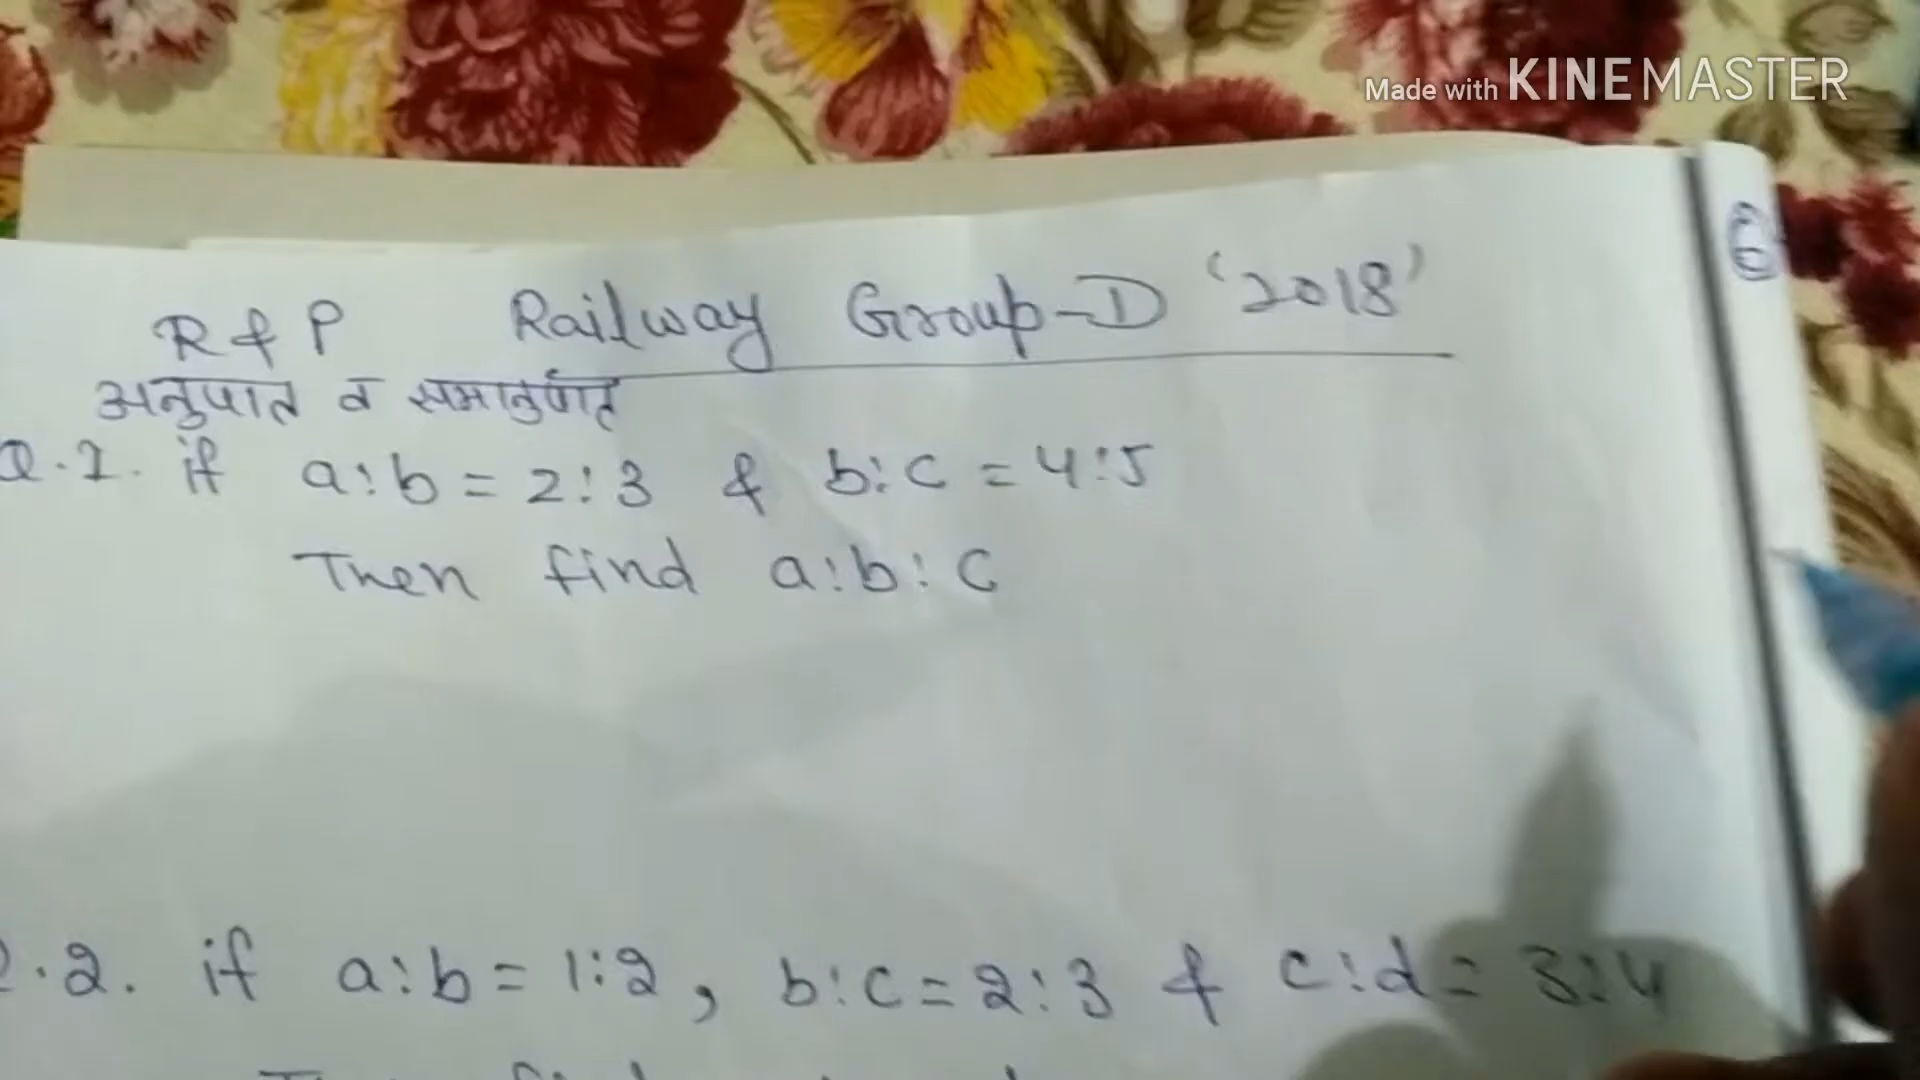 Made with KINEMASTER
6
R & P Railway Group-D '2018'
अनुपात व समानुपात
Q.1. if a:b = 2:3 & b:c = 4:5
Then find a:b:c
2. if a:b = 1:2, b:c = 2:3 & c:d = 3:4